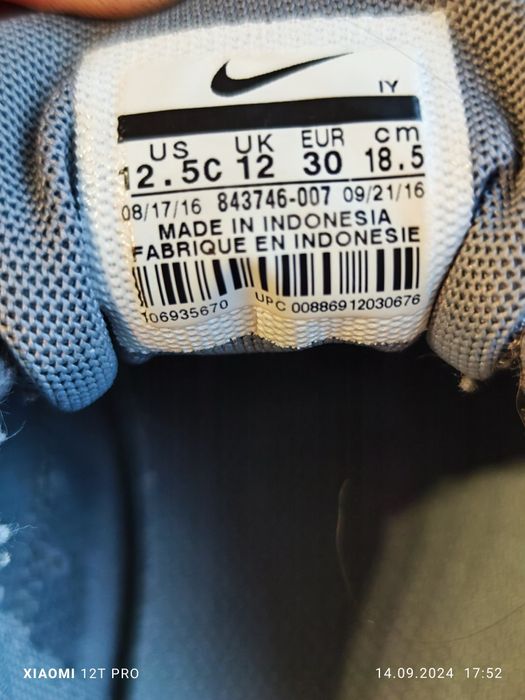 IY
US UK EUR cm
12.5C 12 30 18.5
08/17/16 843746-007 09/21/16
MADE IN INDONESIA
FABRIQUE EN INDONESIE
106935670 UPC 00886912030676
XIAOMI 12T PRO 14.09.2024 17:52